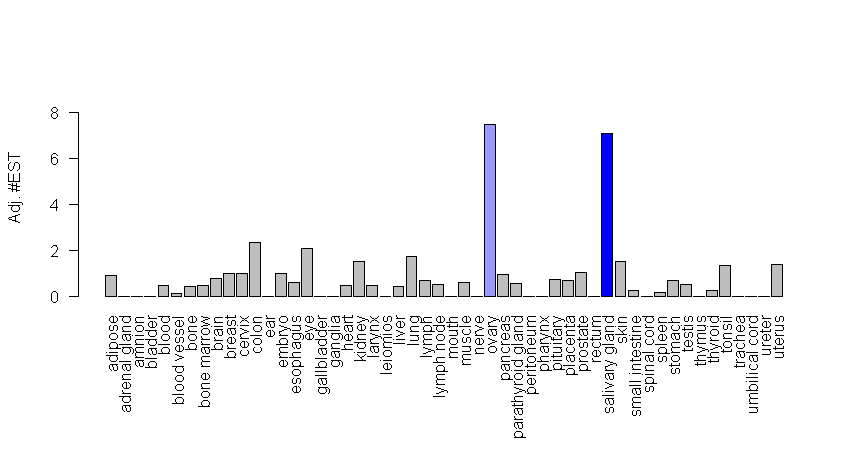 Adj. #EST
8
6
4
2
0
adipose
adrenal gland
amnion
bladder
blood
blood vessel
bone
bone marrow
brain
breast
cervix
colon
ear
embryo
esophagus
eye
gallbladder
ganglia
heart
kidney
larynx
leiomios
liver
lung
lymph
lymph node
mouth
muscle
nerve
ovary
pancreas
parathyroid gland
peritoneum
pharynx
pituitary
placenta
prostate
rectum
salivary gland
skin
small intestine
spinal cord
spleen
stomach
testis
thymus
thyroid
tonsil
trachea
umbilical cord
ureter
uterus